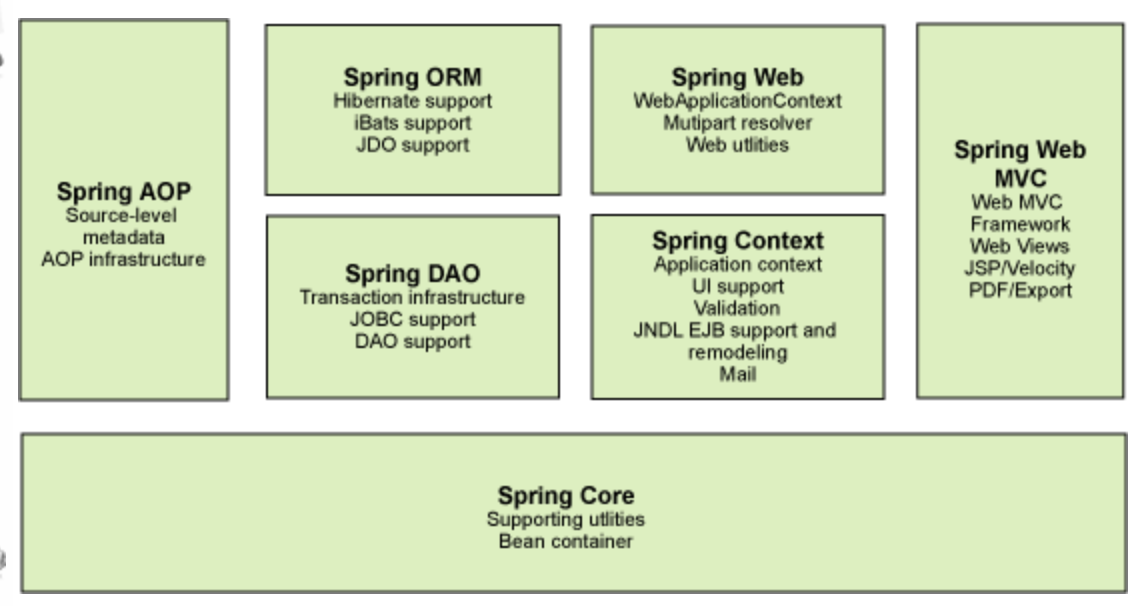 Spring AOP
Source-level
metadata
AOP infrastructure
Spring ORM
Hibernate support
iBats support
JDO support
Spring DAO
Transaction infrastructure
JOBC support
DAO support
Spring Web
WebApplicationContext
Mutipart resolver
Web utlities
Spring Context
Application context
UI support
Validation
JNDL EJB support and
remodeling
Mail
Spring Web
MVC
Web MVC
Framework
Web Views
JSP/Velocity
PDF/Export
Spring Core
Supporting utlities
Bean container